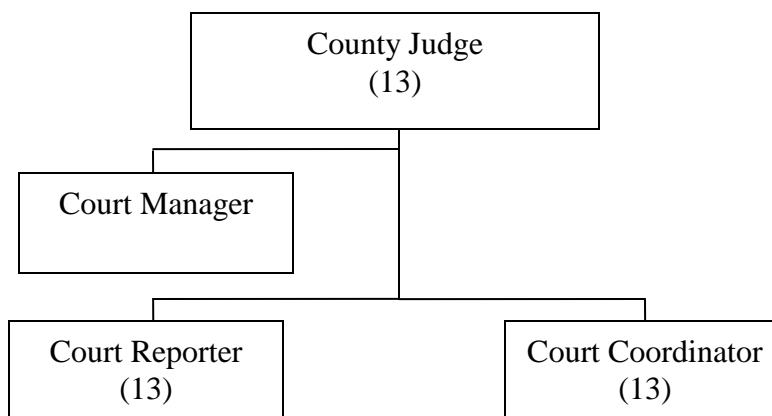 County Judge
(13)
Court Manager
Court Reporter
(13)
Court Coordinator
(13)